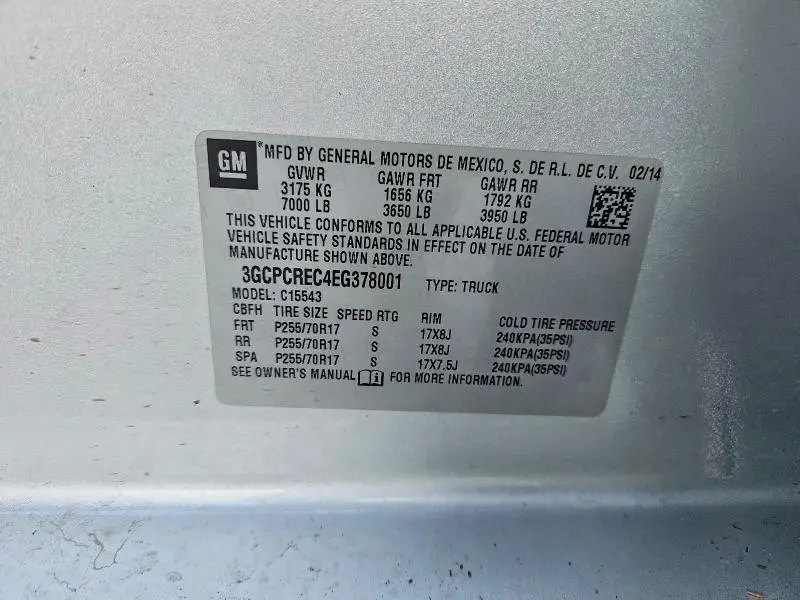 GM
*MFD BY GENERAL MOTORS DE MEXICO, S. DE R.L. DE C.V. 02/14
GVWR GAWR FRT GAWR RR
3175 KG 1656 KG 1792 KG
7000 LB 3650 LB 3950 LB
THIS VEHICLE CONFORMS TO ALL APPLICABLE U.S. FEDERAL MOTOR
VEHICLE SAFETY STANDARDS IN EFFECT ON THE DATE OF
MANUFACTURE SHOWN ABOVE.
3GCPCREC4EG378001 TYPE: TRUCK
MODEL: C15543
CBFH TIRE SIZE SPEED RTG RIM COLD TIRE PRESSURE
FRT P255/70R17 S 17X8J 240KPA(35PSI)
RR P255/70R17 S 17X8J 240KPA(35PSI)
SPA P255/70R17 S 17X7.5J 240KPA(35PSI)
SEE OWNER'S MANUAL FOR MORE INFORMATION.